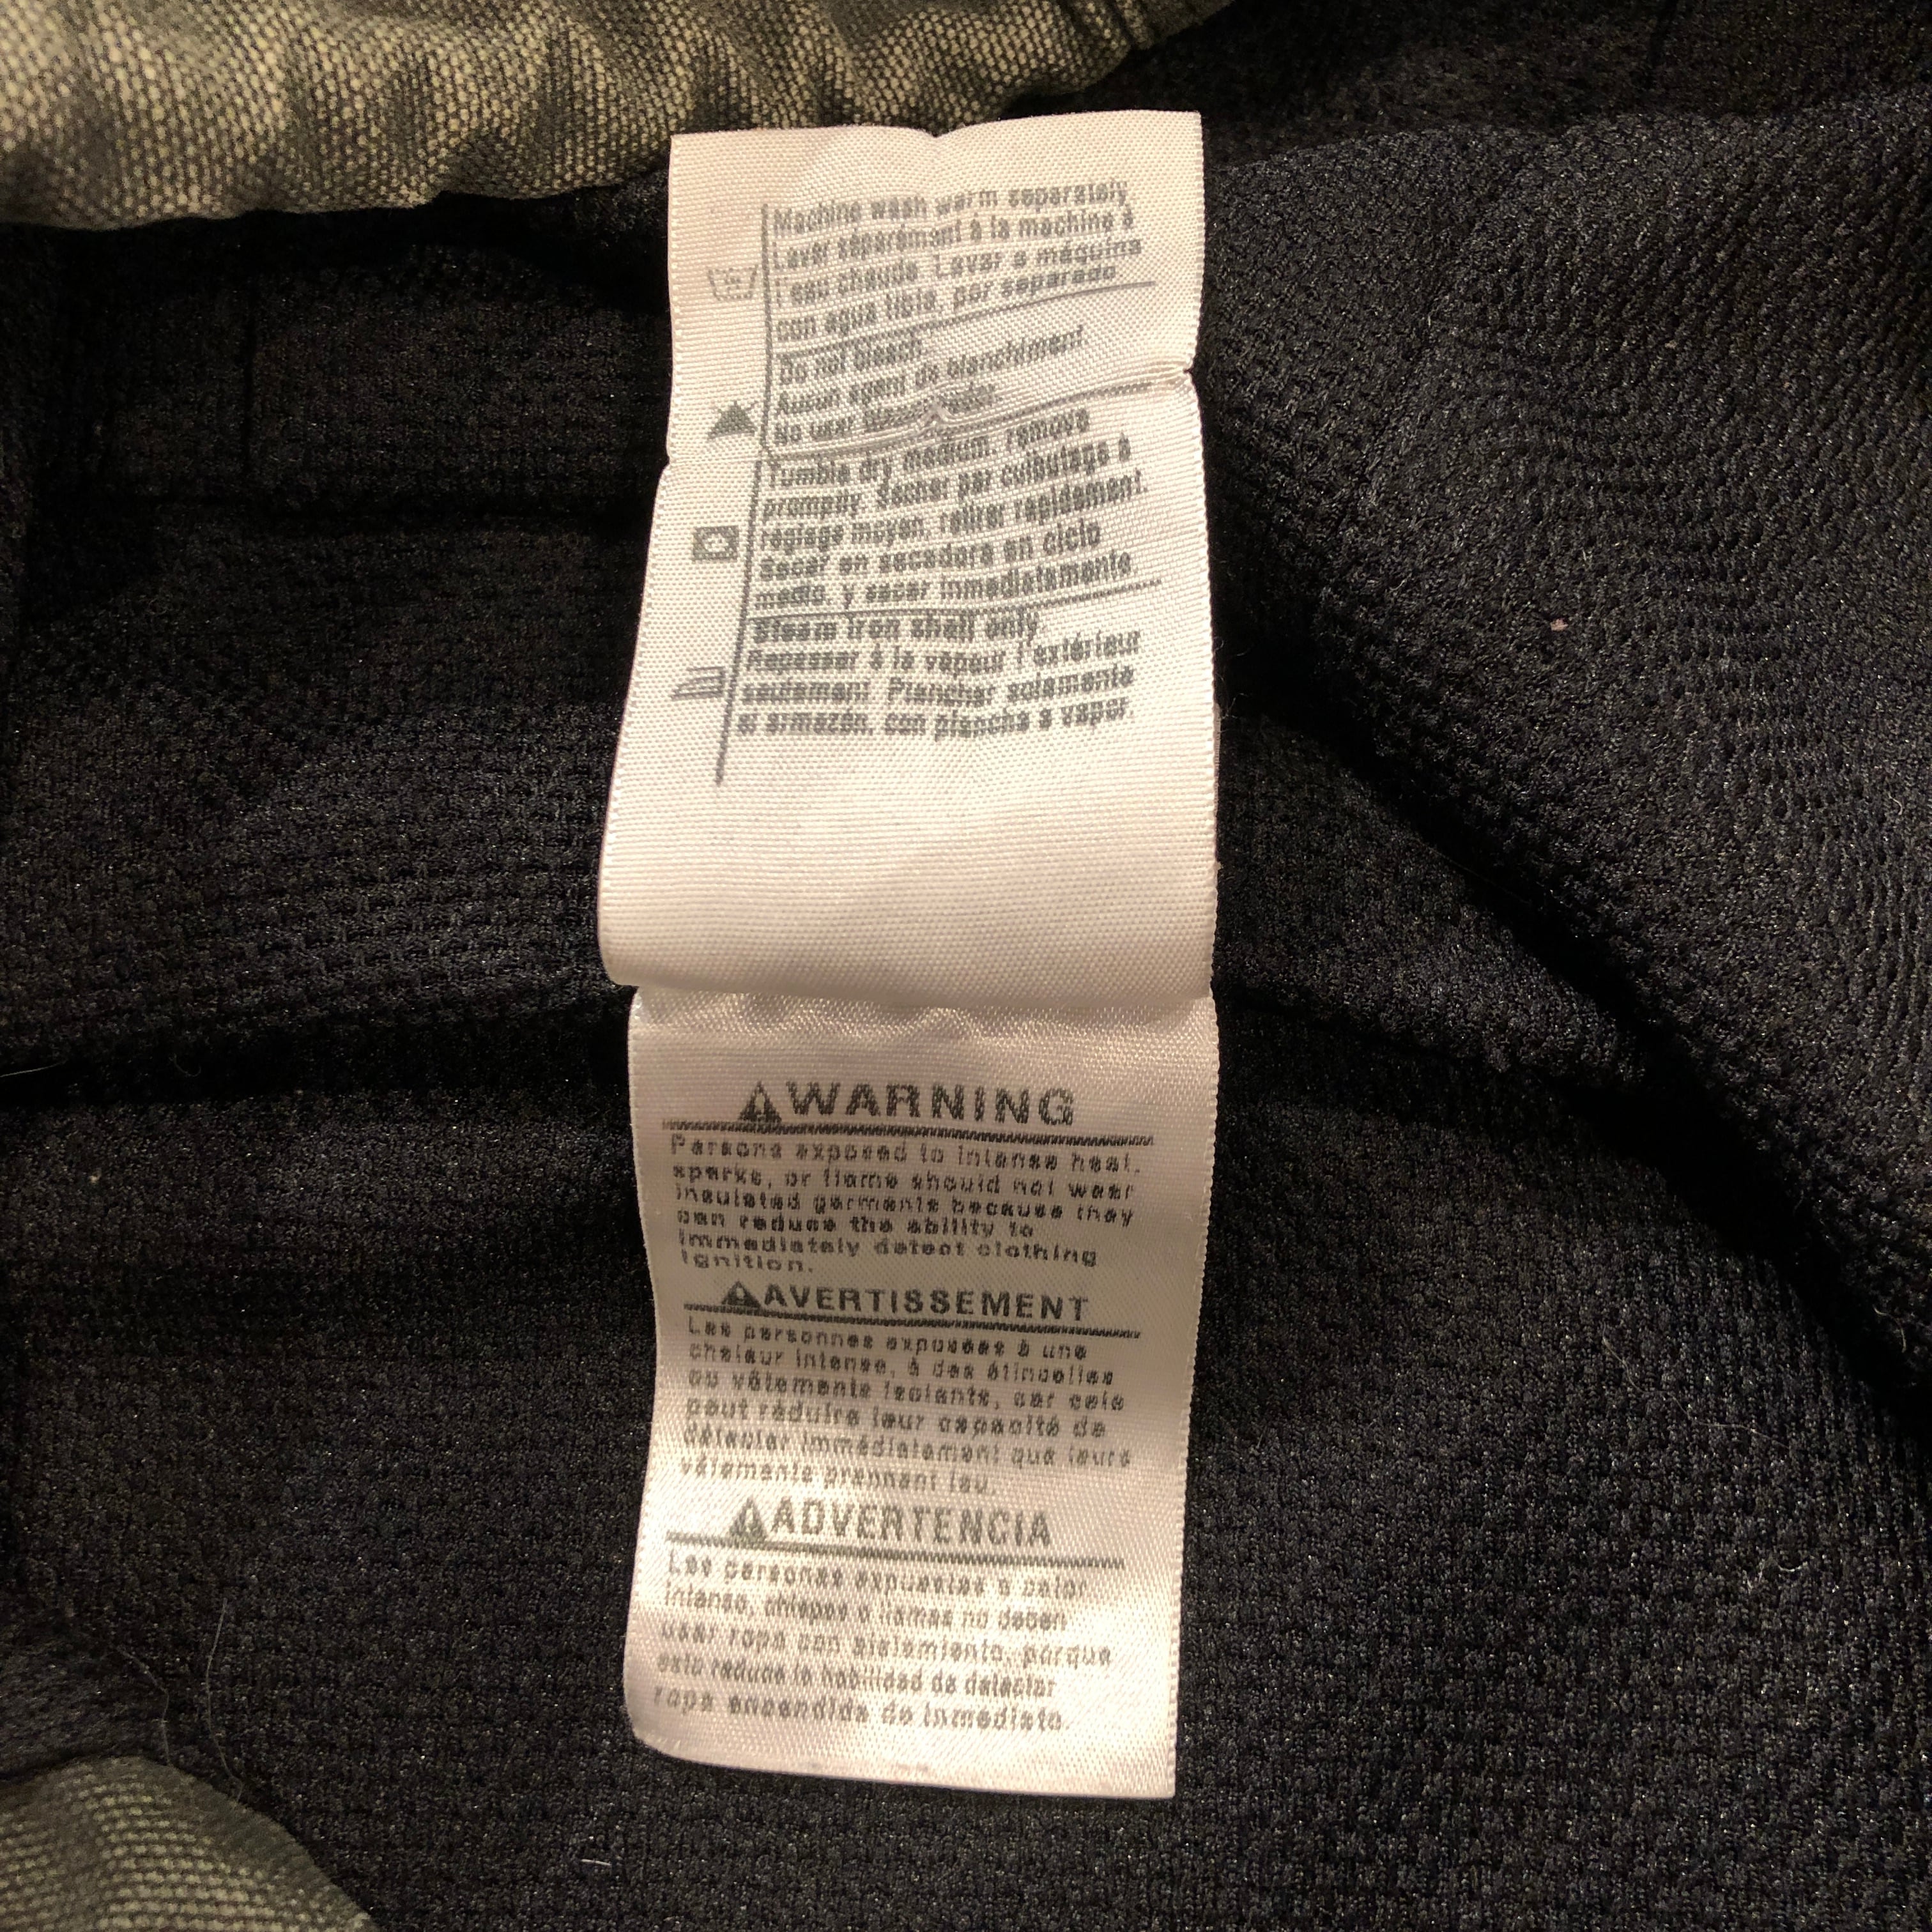 Machine wash warm separately
Laver séparément à la machine à
l'eau chaude. Lavar a máquina
con agua tibia, por separado
Do not bleach.
Aucun agent de blanchiment
No usar
Tumble dry medium, remove
promptly. Sécher par culbutage à
réglage moyen, retirer rapidement.
Secar en secadora en ciclo
medio, y sacar inmediatamente.
Steam iron shell only
Repasser à la vapeur l'extérieur
seulement Planchar solamente
el armazón, con plancha a vapor.
⚠WARNING
Persons exposed to intense heat,
sparks, or flame should not wear
insulated garments because they
can reduce the ability to
immediately detect clothing
ignition.
⚠AVERTISSEMENT
Les personnes exposées à une
chaleur intense, à des étincelles
ou vêtements isolants, car cela
peut réduire leur capacité de
détecter immédiatement que leurs
vêtements prennent feu.
⚠ADVERTENCIA
Las personas expuestas a calor
intenso, chispas o llamas no deben
usar ropa con aislamiento, porque
esto reduce la habilidad de detectar
ropa encendida de inmediato.